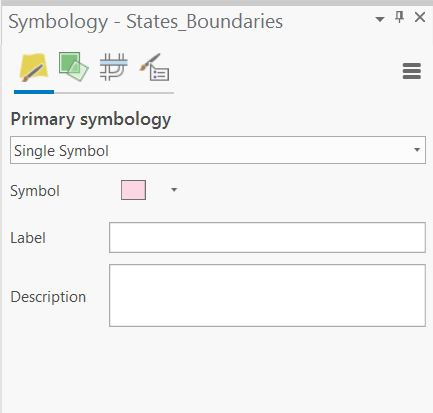 Symbology - States_Boundaries
Primary symbology
Single Symbol
Symbol
Label
Description